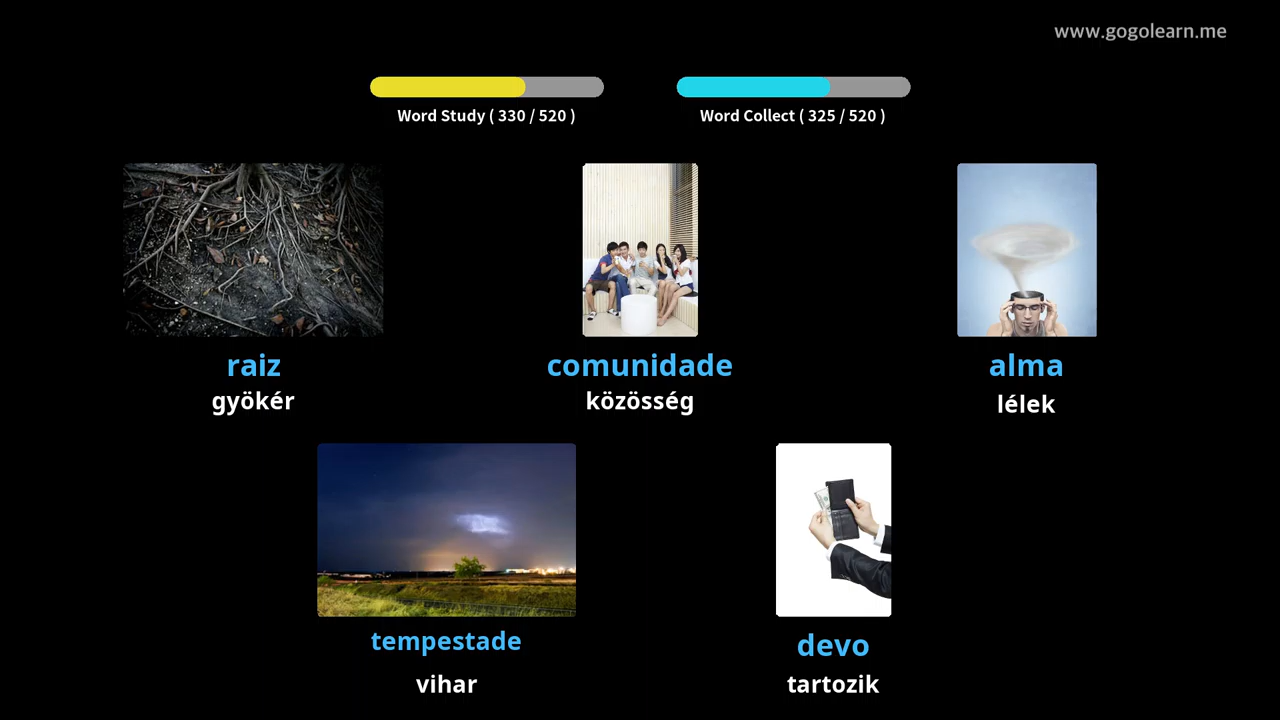 www.gogolearn.me
Word Study ( 330 / 520 )
Word Collect ( 325 / 520 )
raiz
gyökér
comunidade
közösség
alma
lélek
tempestade
vihar
devo
tartozik